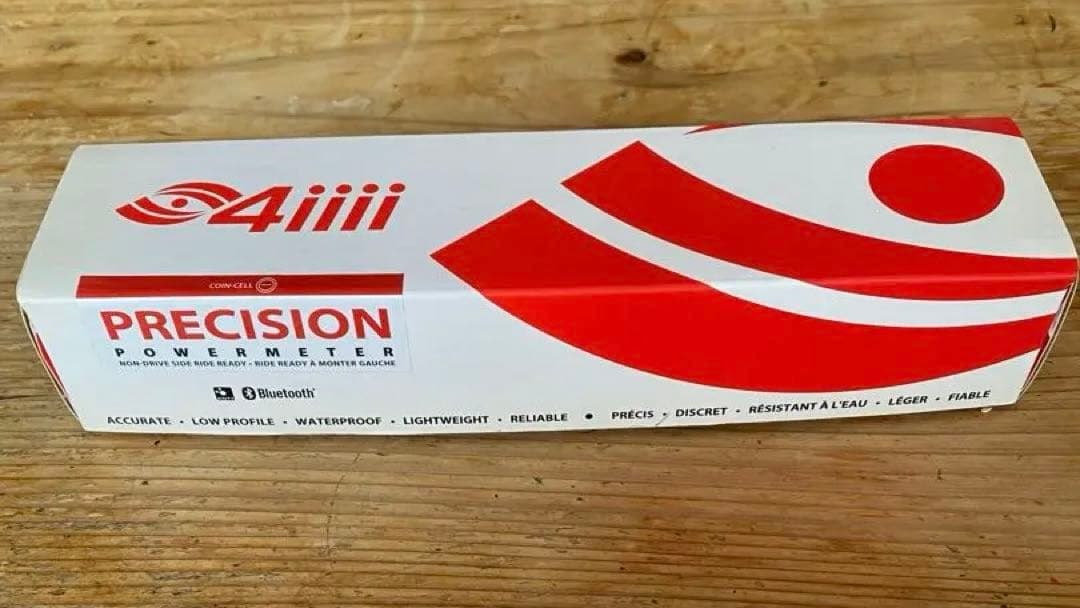 4iiii
COIN-CELL
PRECISION
POWERMETER
NON-DRIVE SIDE RIDE READY • RIDE READY À MONTER GAUCHE
Bluetooth®
ACCURATE • LOW PROFILE • WATERPROOF • LIGHTWEIGHT • RELIABLE • PRÉCIS • DISCRET • RÉSISTANT À L'EAU • LÉGER • FIABLE